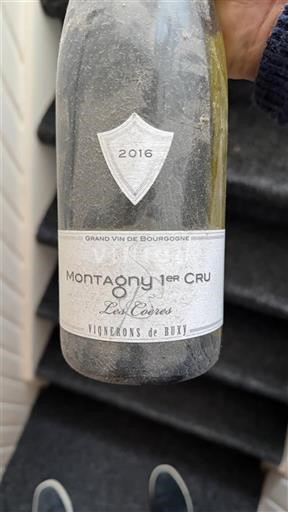 2016
GRAND VIN DE BOURGOGNE
MONTAGNY 1ER CRU
Les Coères
VIGNERONS de BUXY